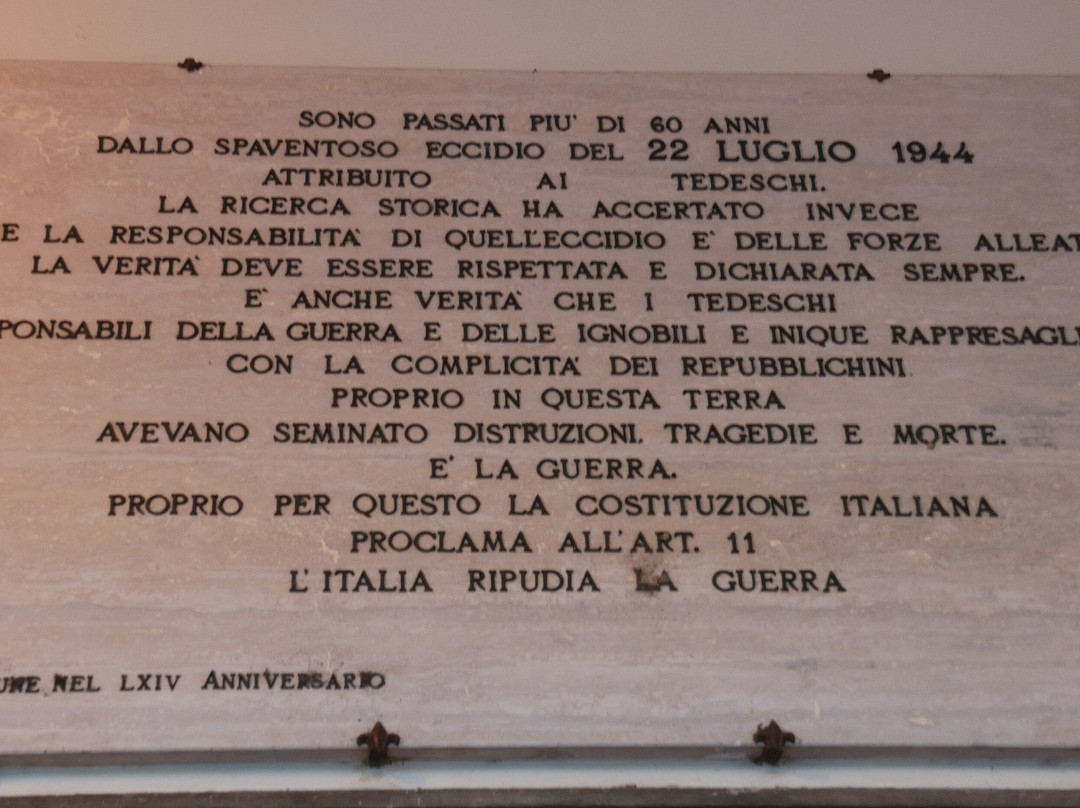 SONO PASSATI PIU' DI 60 ANNI
DALLO SPAVENTOSO ECCIDIO DEL 22 LUGLIO 1944
ATTRIBUITO AI TEDESCHI.
LA RICERCA STORICA HA ACCERTATO INVECE
E LA RESPONSABILITA' DI QUELL'ECCIDIO E' DELLE FORZE ALLEAT
LA VERITA' DEVE ESSERE RISPETTATA E DICHIARATA SEMPRE.
E' ANCHE VERITA' CHE I TEDESCHI
PONSABILI DELLA GUERRA E DELLE IGNOBILI E INIQUE RAPPRESAGLI
CON LA COMPLICITA' DEI REPUBBLICHINI
PROPRIO IN QUESTA TERRA
AVEVANO SEMINATO DISTRUZIONI, TRAGEDIE E MORTE.
E' LA GUERRA.
PROPRIO PER QUESTO LA COSTITUZIONE ITALIANA
PROCLAMA ALL'ART. 11
L'ITALIA RIPUDIA LA GUERRA
UNE NEL LXIV ANNIVERSARIO